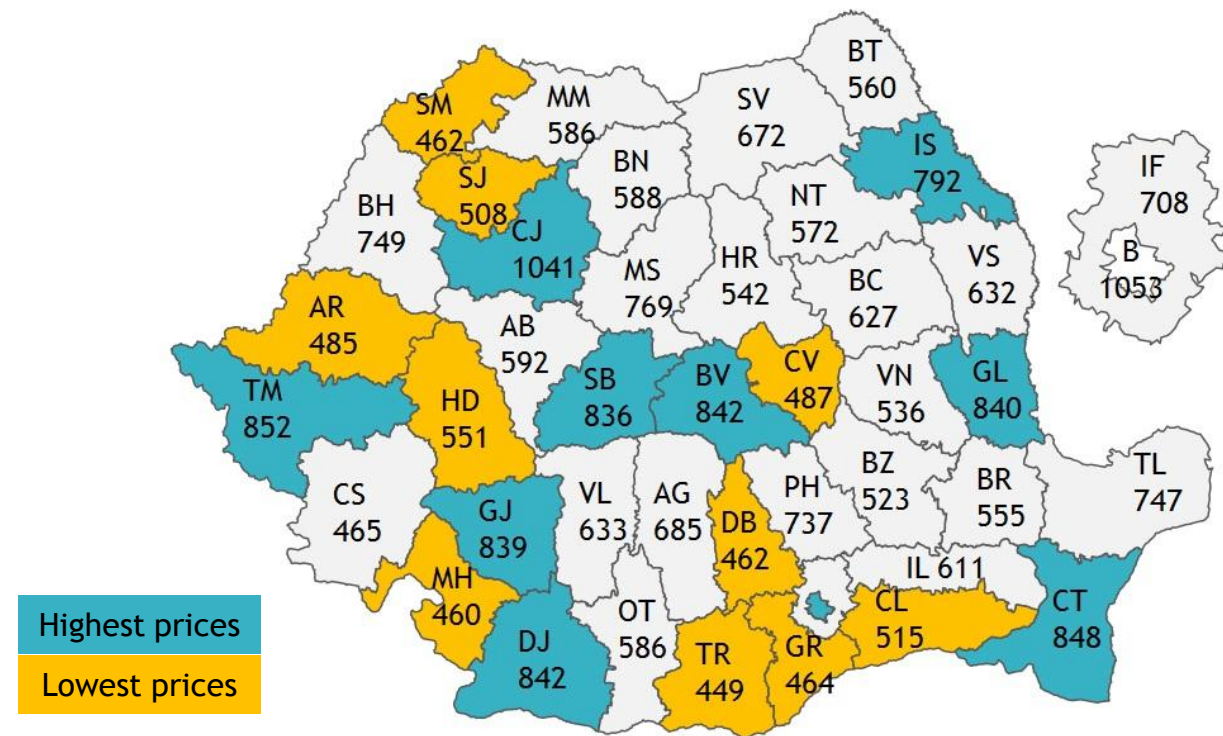 BT
560
SV
672
MM
586
SM
462
IS
792
BN
588
SJ
508
NT
572
BH
749
CJ
1041
IF
708
B
1053
MS
769
HR
542
BC
627
VS
632
AR
485
AB
592
SB
836
BV
842
CV
487
VN
536
GL
840
TM
852
HD
551
CS
465
GJ
839
VL
633
AG
685
DB
462
PH
737
BZ
523
BR
555
TL
747
IL 611
MH
460
DJ
842
OT
586
TR
449
GR
464
CL
515
CT
848
Highest prices
Lowest prices